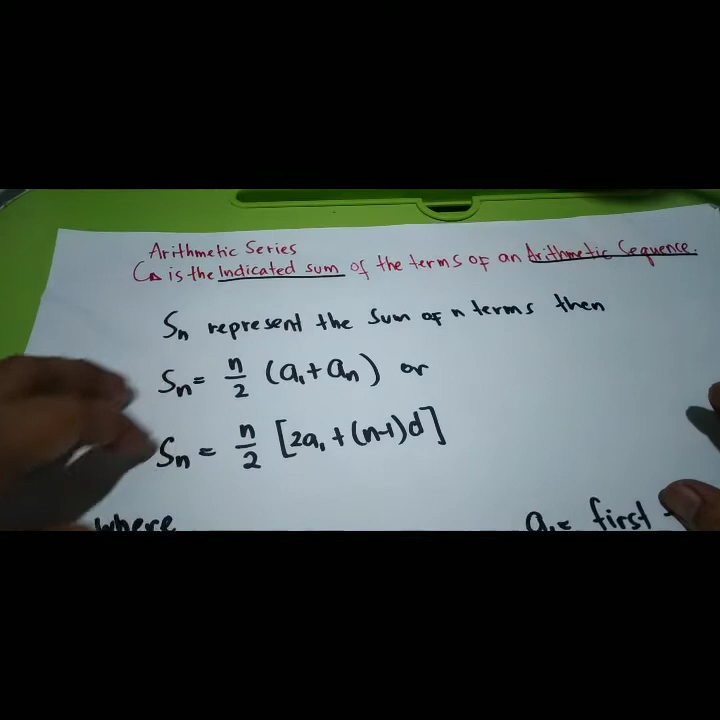 Arithmetic Series
is the Indicated sum of the terms of an Arithmetic Sequence.
Sn represent the Sum of n terms then
Sn = n/2 (a1 + an) or
Sn = n/2 [2a1 + (n-1)d]
where a1 = first